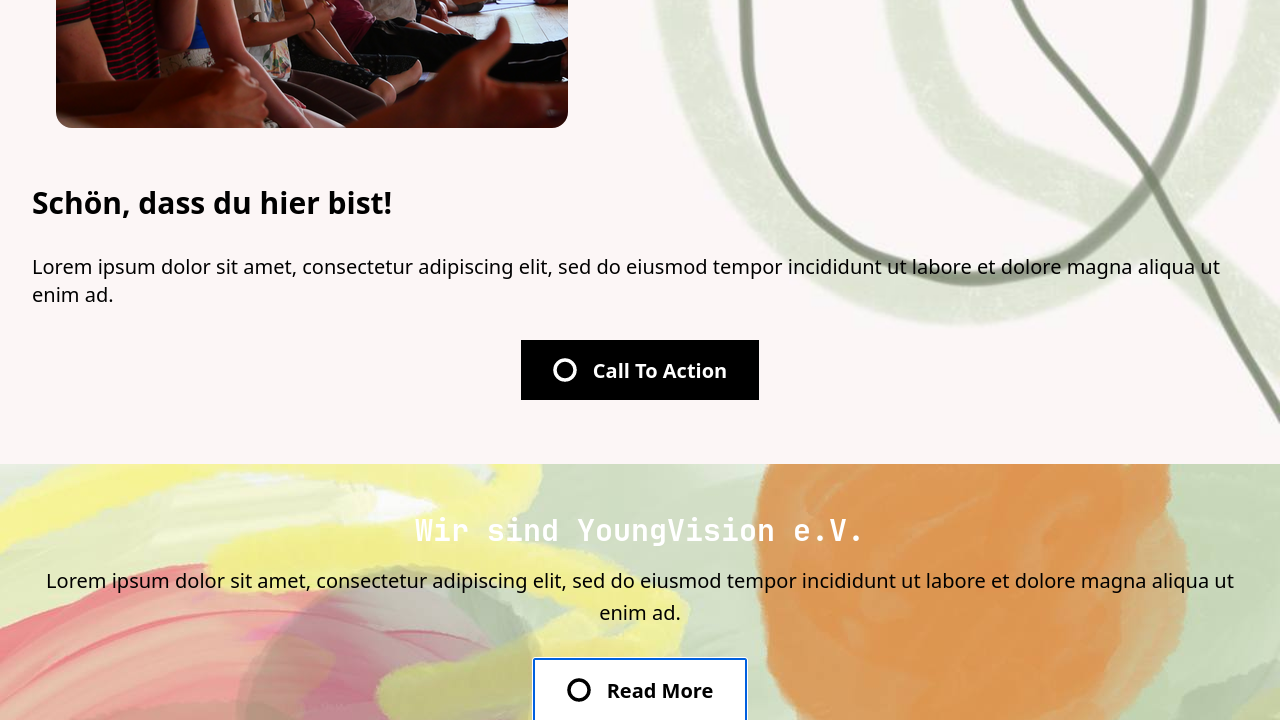 Schön, dass du hier bist!
Lorem ipsum dolor sit amet, consectetur adipiscing elit, sed do eiusmod tempor incididunt ut labore et dolore magna aliqua ut
enim ad.
Call To Action
Wir sind YoungVision e.V.
Lorem ipsum dolor sit amet, consectetur adipiscing elit, sed do eiusmod tempor incididunt ut labore et dolore magna aliqua ut
enim ad.
Read More